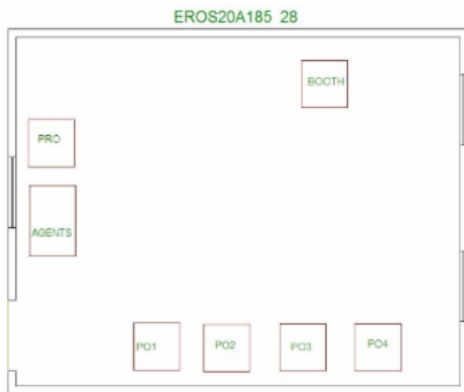 EROS20A185 28
BOOTH
PRO
AGENTS
PO1 PO2 PO3 PO4